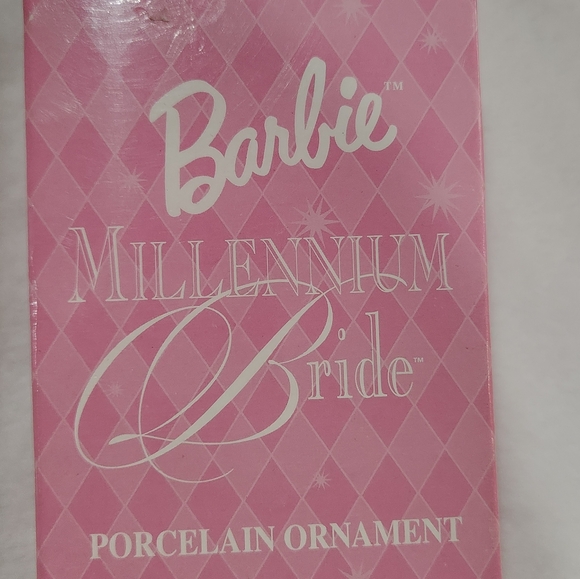 Barbie™
MILLENNIUM
Bride™
PORCELAIN ORNAMENT